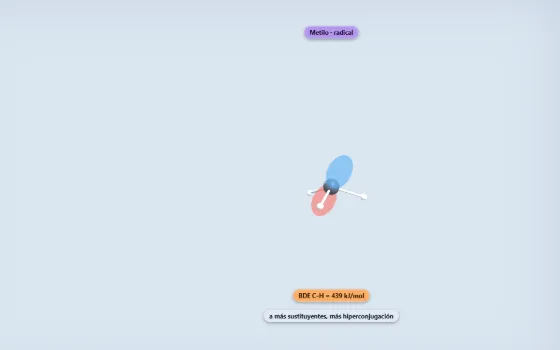 Metilo - radical
BDE C-H = 439 kJ/mol
a más sustituyentes, más hiperconjugación